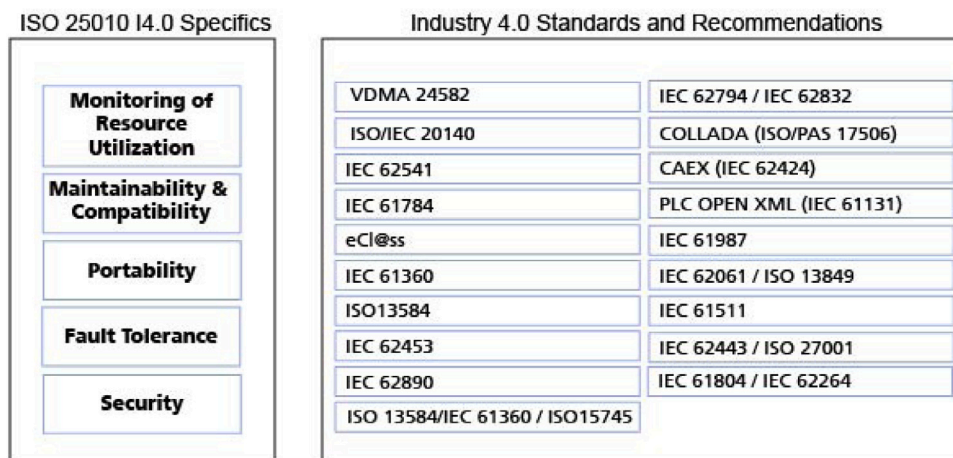 ISO 25010 I4.0 Specifics
Monitoring of
Resource
Utilization
Maintainability &
Compatibility
Portability
Fault Tolerance
Security
Industry 4.0 Standards and Recommendations
VDMA 24582
ISO/IEC 20140
IEC 62541
IEC 61784
eCl@ss
IEC 61360
ISO13584
IEC 62453
IEC 62890
ISO 13584/IEC 61360 / ISO15745
IEC 62794 / IEC 62832
COLLADA (ISO/PAS 17506)
CAEX (IEC 62424)
PLC OPEN XML (IEC 61131)
IEC 61987
IEC 62061 / ISO 13849
IEC 61511
IEC 62443 / ISO 27001
IEC 61804 / IEC 62264